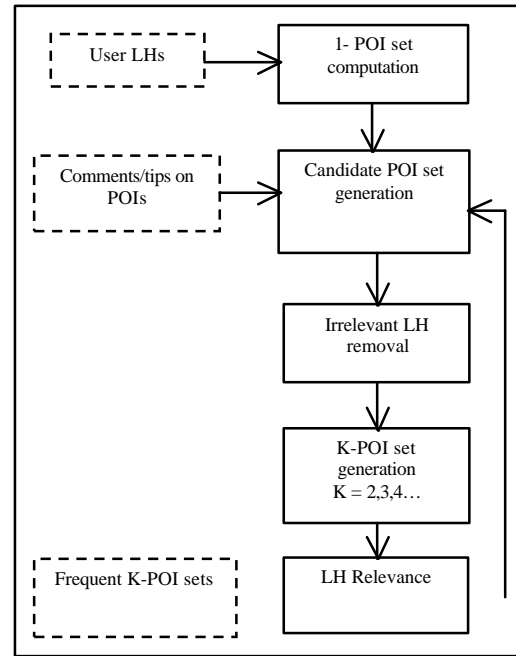 User LHs
1- POI set
computation
Comments/tips on
POIs
Candidate POI set
generation
Irrelevant LH
removal
K-POI set
generation
K = 2,3,4…
Frequent K-POI sets
LH Relevance